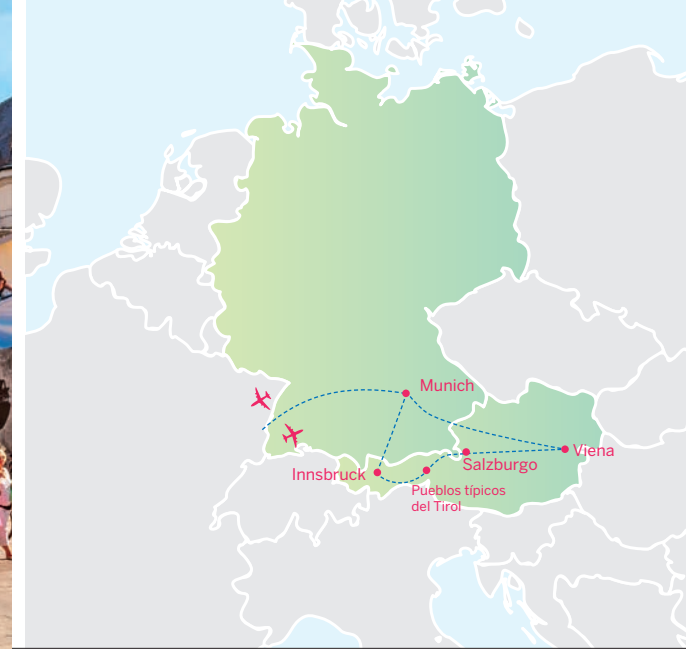 Munich
Viena
Salzburgo
Innsbruck
Pueblos típicos
del Tirol